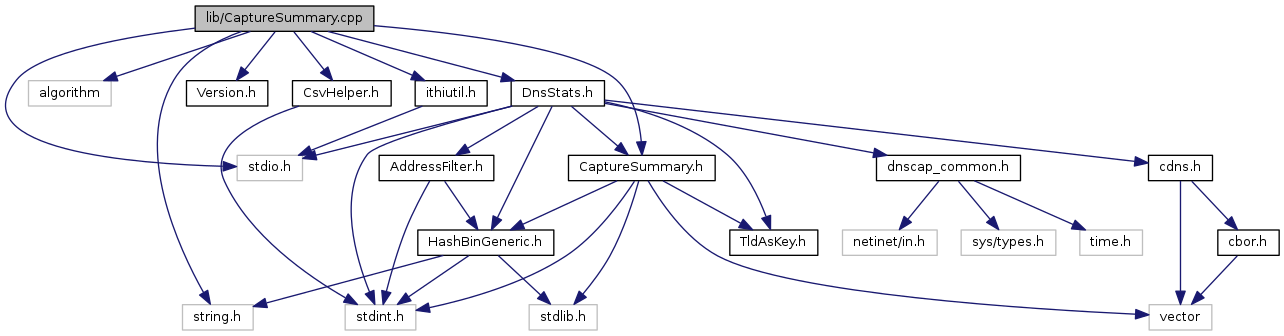 lib/CaptureSummary.cpp
algorithm
Version.h
CsvHelper.h
ithiutil.h
DnsStats.h
stdio.h
AddressFilter.h
CaptureSummary.h
dnscap_common.h
cdns.h
HashBinGeneric.h
TldAsKey.h
netinet/in.h
sys/types.h
time.h
cbor.h
string.h
stdint.h
stdlib.h
vector